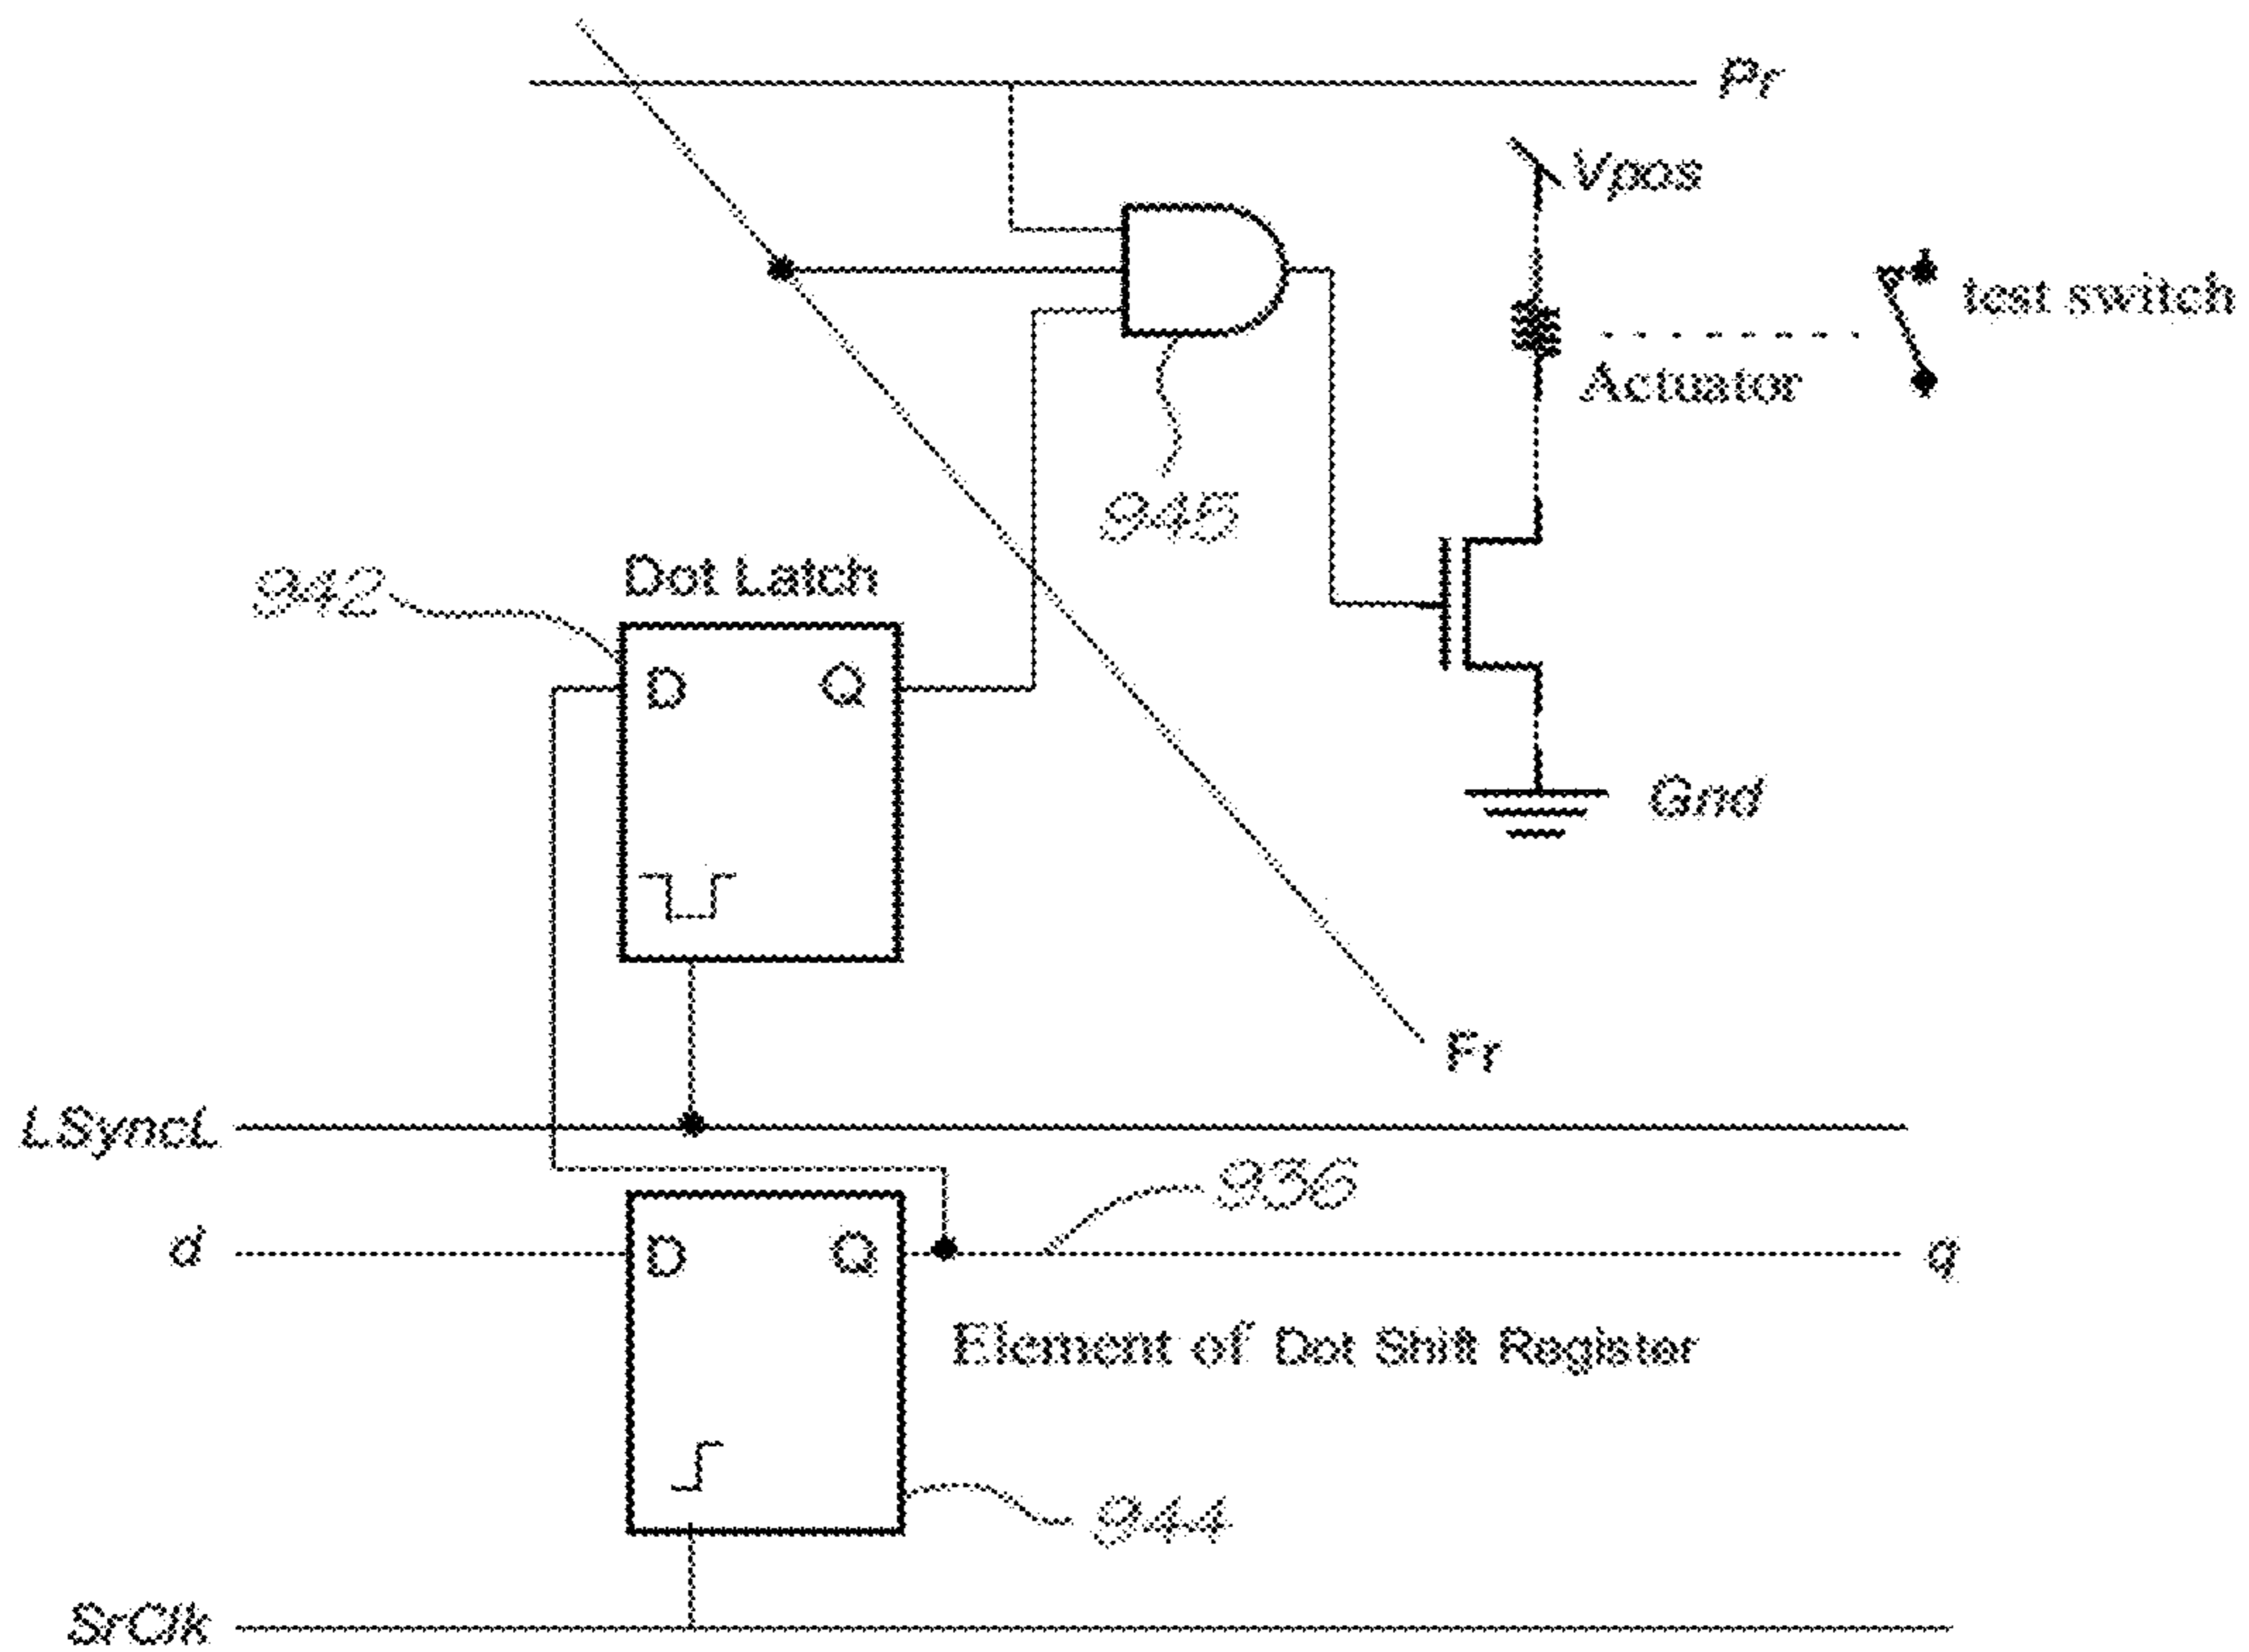 Pr
Vpos
test switch
Actuator
945
Dot Latch
942
D Q
Gnd
Fr
LSyncL
936
d D Q q
Element of Dot Shift Register
944
SrClk